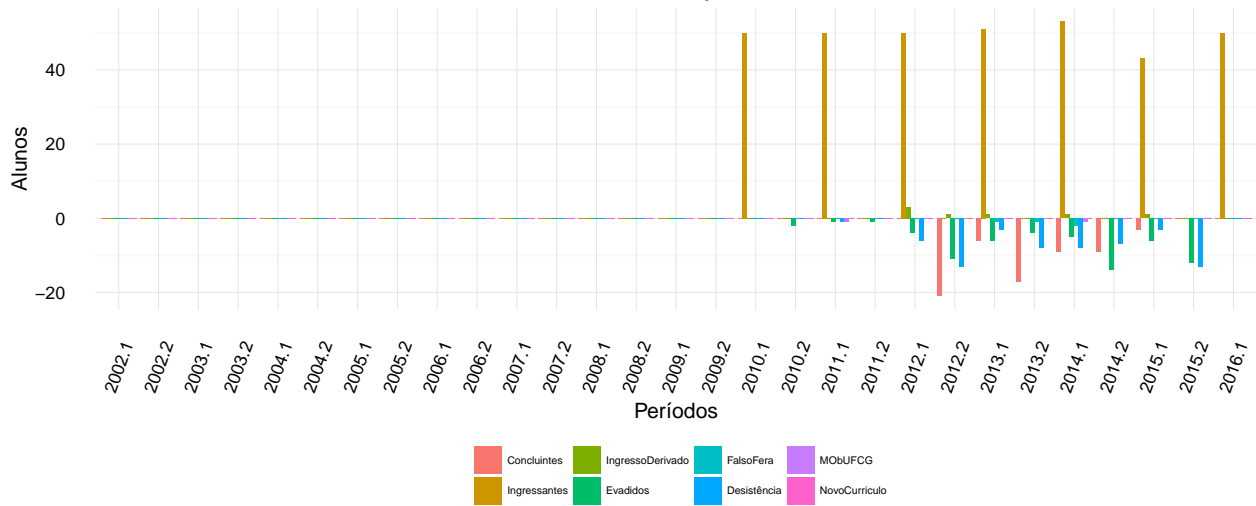 40
20
0
−20
Alunos
2002.1 2002.2 2003.1 2003.2 2004.1 2004.2 2005.1 2005.2 2006.1 2006.2 2007.1 2007.2 2008.1 2008.2 2009.1 2009.2 2010.1 2010.2 2011.1 2011.2 2012.1 2012.2 2013.1 2013.2 2014.1 2014.2 2015.1 2015.2 2016.1
Períodos
Concluintes IngressoDerivado FalsoFera MObUFCG
Ingressantes Evadidos Desistência NovoCurriculo